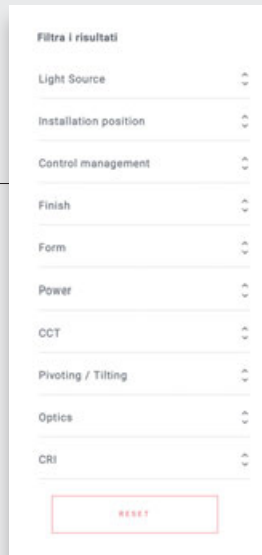 Filtra i risultati
Light Source
Installation position
Control management
Finish
Form
Power
CCT
Pivoting / Tilting
Optics
CRI
RESET